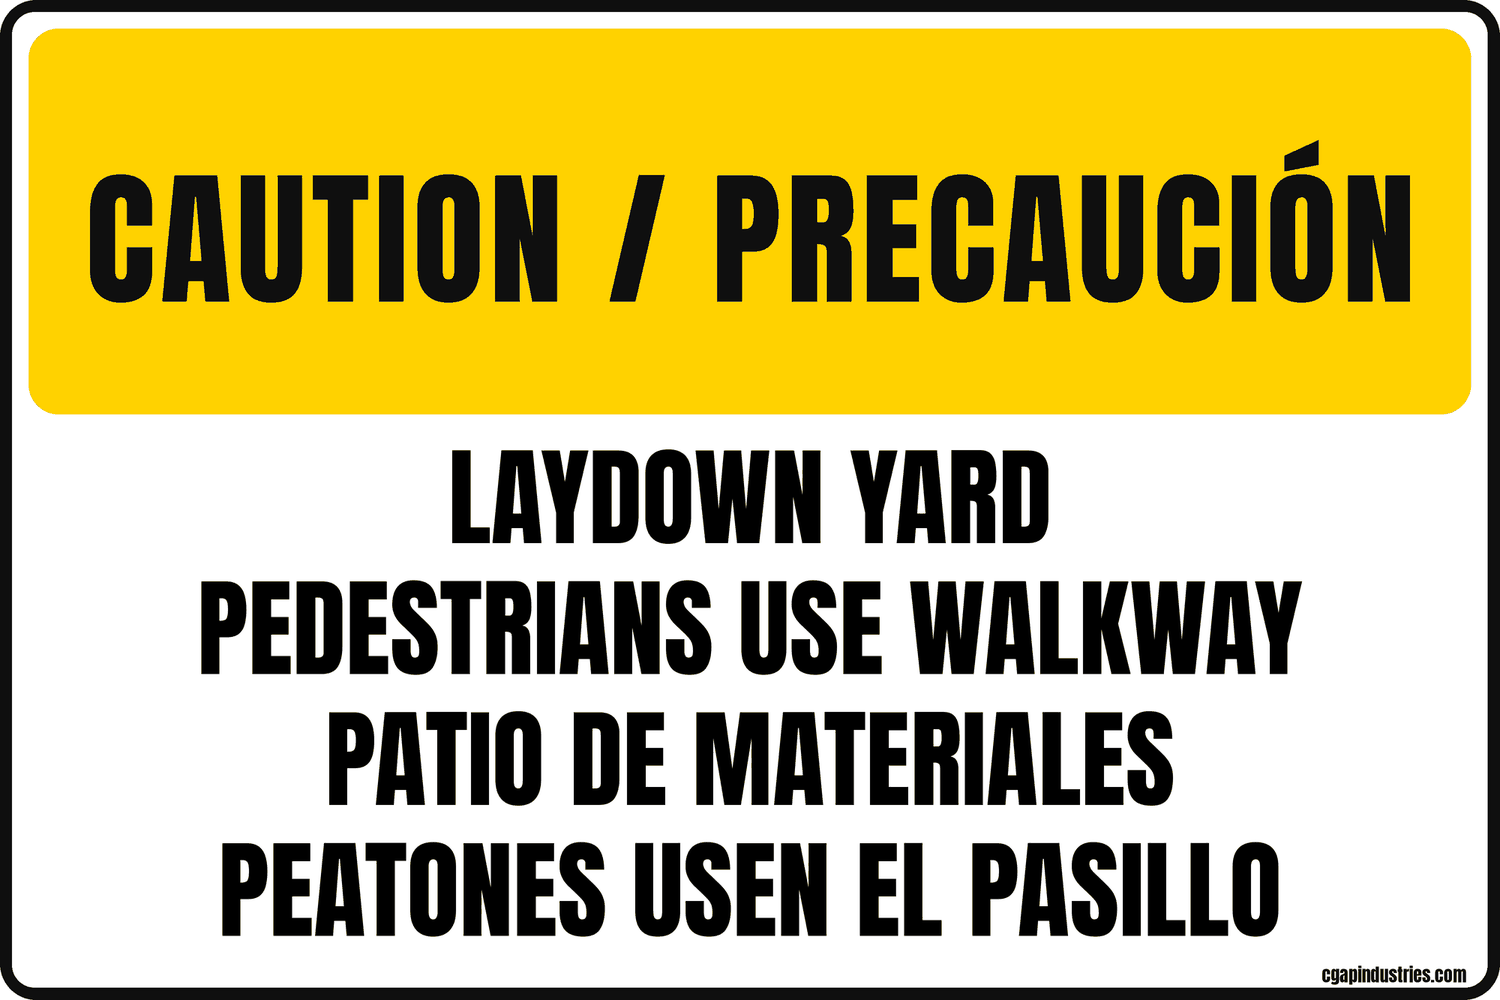 CAUTION / PRECAUCIÓN
LAYDOWN YARD
PEDESTRIANS USE WALKWAY
PATIO DE MATERIALES
PEATONES USEN EL PASILLO
cgapindustries.com